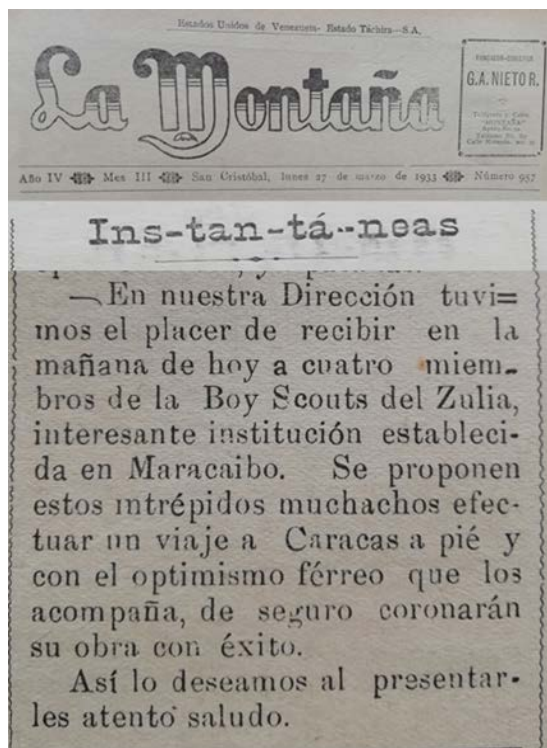 Estados Unidos de Venezuela- Estado Táchira—S.A.
La Montaña
G.A. NIETO R.
Año IV Mes III San Cristóbal, lunes 27 de marzo de 1933 Número 957
Ins-tan-tá--neas
—En nuestra Dirección tuvi=
mos el placer de recibir en la
mañana de hoy a cuatro miem-
bros de la Boy Scouts del Zulia,
interesante institución estableci-
da en Maracaibo. Se proponen
estos intrépidos muchachos efec-
tuar un viaje a Caracas a pié y
con el optimismo férreo que los
acompaña, de seguro coronarán
su obra con éxito.
Así lo deseamos al presentar-
les atento saludo.